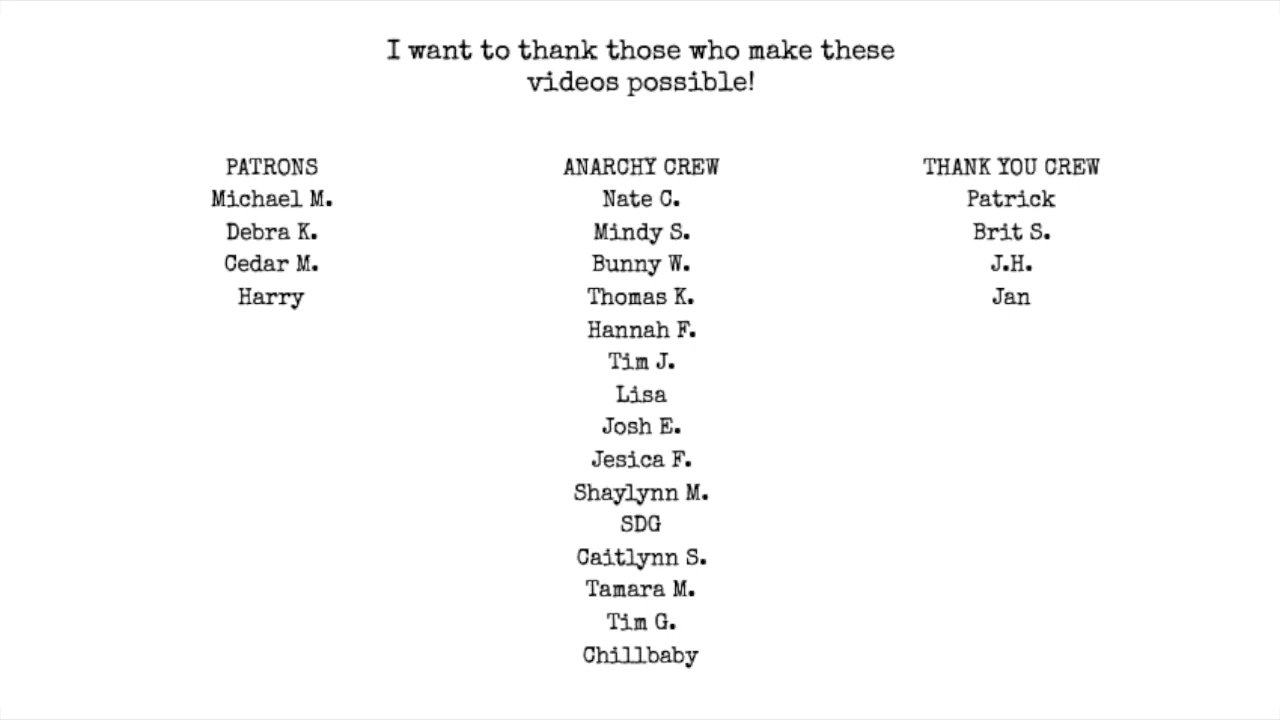 I want to thank those who make these
videos possible!
PATRONS
Michael M.
Debra K.
Cedar M.
Harry
ANARCHY CREW
Nate C.
Mindy S.
Bunny W.
Thomas K.
Hannah F.
Tim J.
Lisa
Josh E.
Jesica F.
Shaylynn M.
SDG
Caitlynn S.
Tamara M.
Tim G.
Chillbaby
THANK YOU CREW
Patrick
Brit S.
J.H.
Jan